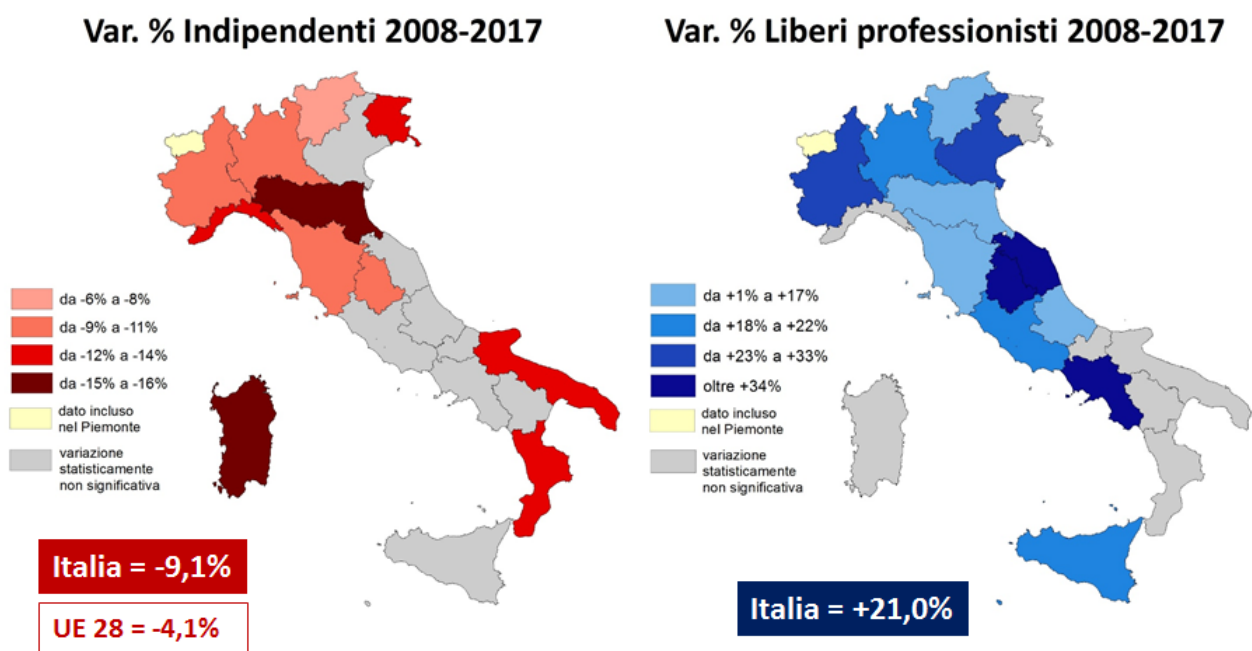 Var. % Indipendenti 2008-2017
da -6% a -8%
da -9% a -11%
da -12% a -14%
da -15% a -16%
dato incluso
nel Piemonte
variazione
statisticamente
non significativa
Italia = -9,1%
UE 28 = -4,1%
Var. % Liberi professionisti 2008-2017
da +1% a +17%
da +18% a +22%
da +23% a +33%
oltre +34%
dato incluso
nel Piemonte
variazione
statisticamente
non significativa
Italia = +21,0%